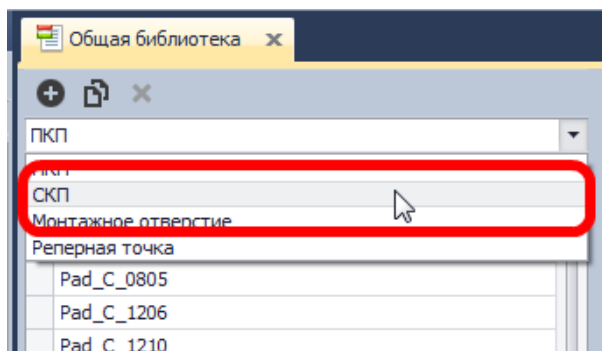 Общая библиотека
ПКП
ПКП
СКП
Монтажное отверстие
Реперная точка
Pad_C_0805
Pad_C_1206
Pad_C_1210